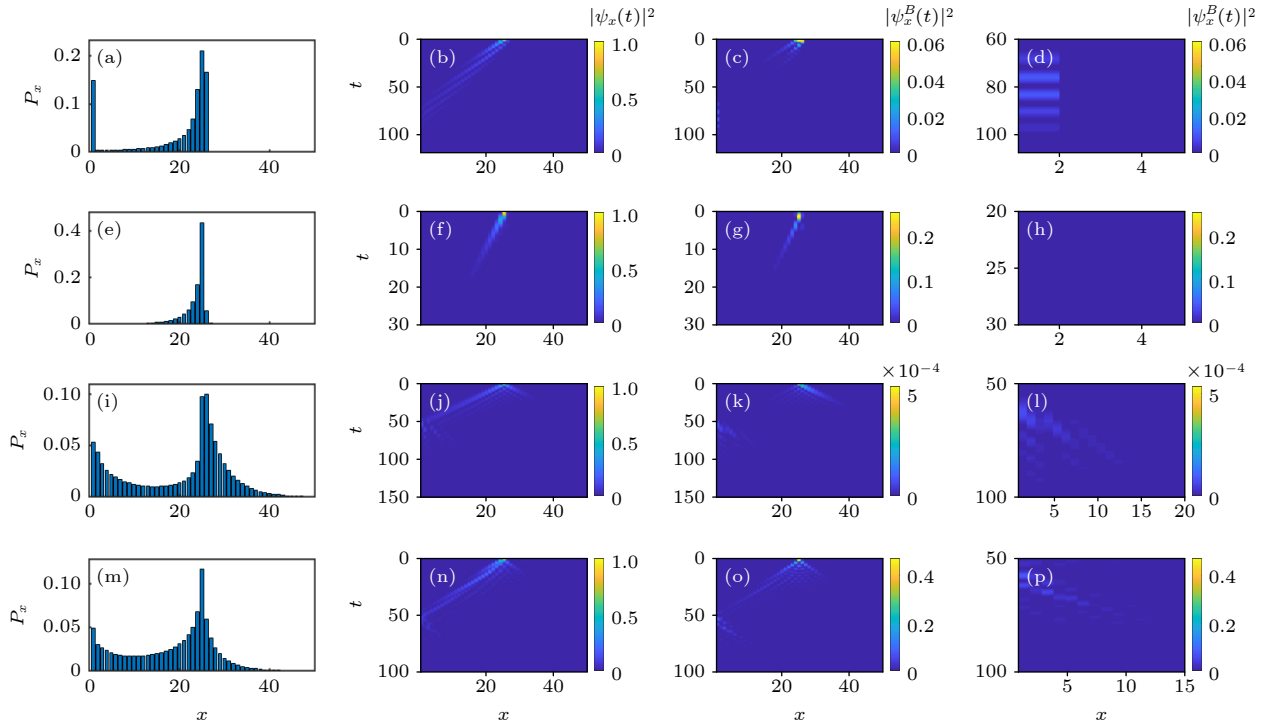 |ψₓ(t)|² |ψₓᴮ(t)|² |ψₓᴮ(t)|²
(a) Pₓ 0.2 0.1 0 0 20 40
(b) t 0 50 100 20 40 1.0 0.5 0
(c) 0 50 100 20 40 0.06 0.04 0.02 0
(d) 60 80 100 2 4 0.06 0.04 0.02 0
(e) Pₓ 0.4 0.2 0 0 20 40
(f) t 0 10 20 30 20 40 1.0 0.5 0
(g) 0 10 20 30 20 40 0.2 0.1 0
(h) 20 25 30 2 4 0.2 0.1 0
×10⁻⁴ ×10⁻⁴
(i) Pₓ 0.10 0.05 0 0 20 40
(j) t 0 50 100 150 20 40 1.0 0.5 0
(k) 0 50 100 150 20 40 5 0
(l) 50 100 5 10 15 20 5 0
(m) Pₓ 0.10 0.05 0 0 20 40 x
(n) t 0 50 100 20 40 x 1.0 0.5 0
(o) 0 50 100 20 40 x 0.4 0.2 0
(p) 50 100 5 10 15 x 0.4 0.2 0